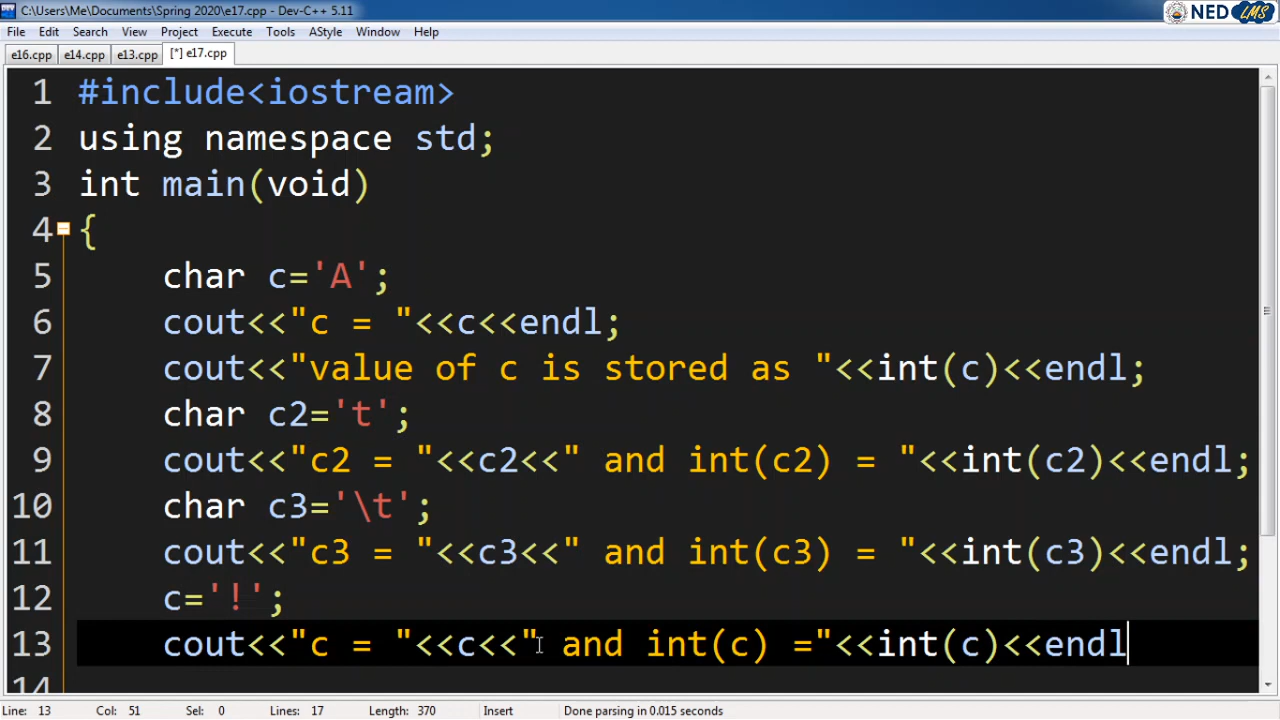 C:\Users\Me\Documents\Spring 2020\e17.cpp - Dev-C++ 5.11
NED LMS
File Edit Search View Project Execute Tools AStyle Window Help
e16.cpp e14.cpp e13.cpp [*] e17.cpp
1 #include<iostream>
2 using namespace std;
3 int main(void)
4 {
5 char c='A';
6 cout<<"c = "<<c<<endl;
7 cout<<"value of c is stored as "<<int(c)<<endl;
8 char c2='t';
9 cout<<"c2 = "<<c2<<" and int(c2) = "<<int(c2)<<endl;
10 char c3='\t';
11 cout<<"c3 = "<<c3<<" and int(c3) = "<<int(c3)<<endl;
12 c='!';
13 cout<<"c = "<<c<<" and int(c) ="<<int(c)<<endl
14
Line: 13 Col: 51 Sel: 0 Lines: 17 Length: 370 Insert Done parsing in 0.015 seconds